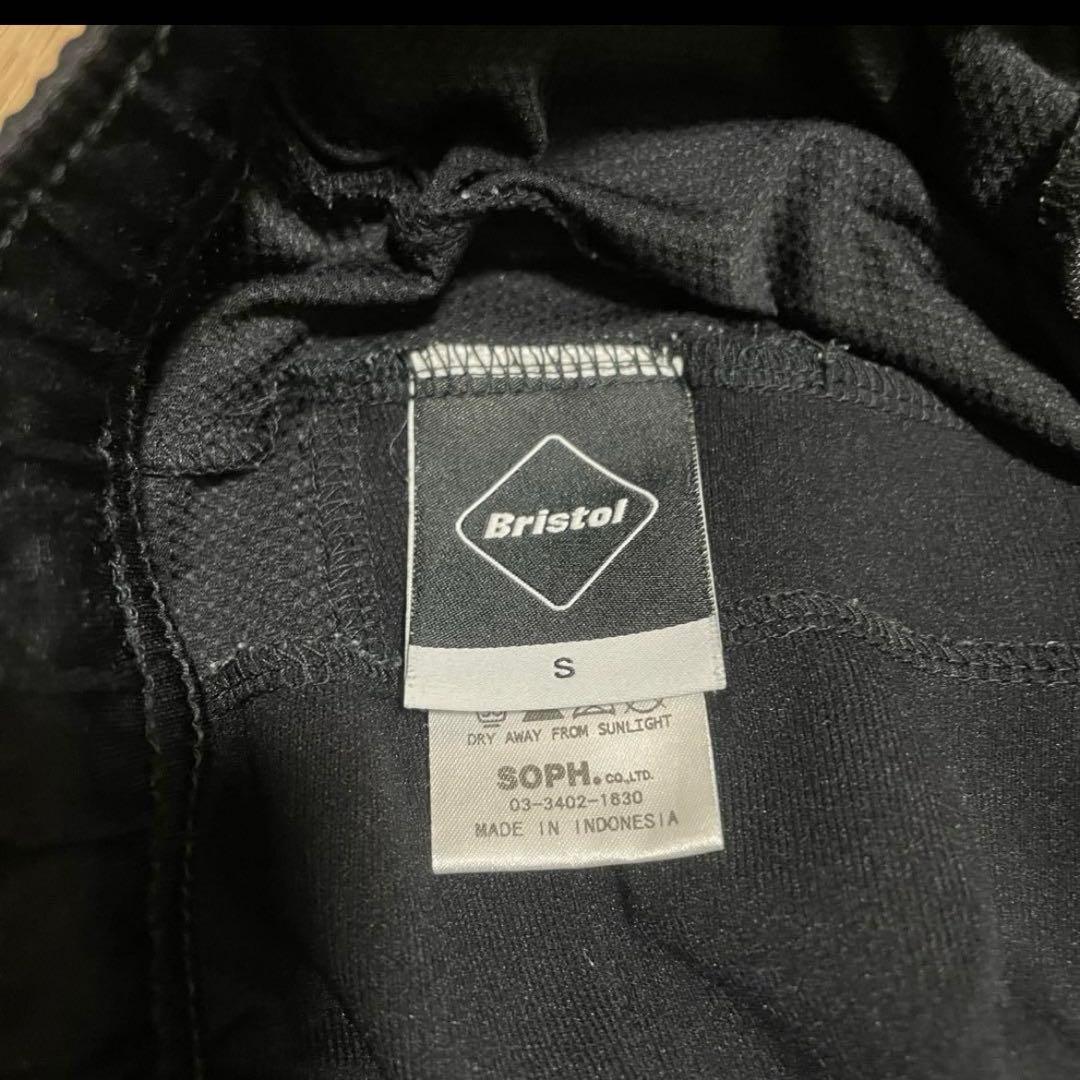 Bristol
S
DRY AWAY FROM SUNLIGHT
SOPH. CO.,LTD.
03-3402-1830
MADE IN INDONESIA